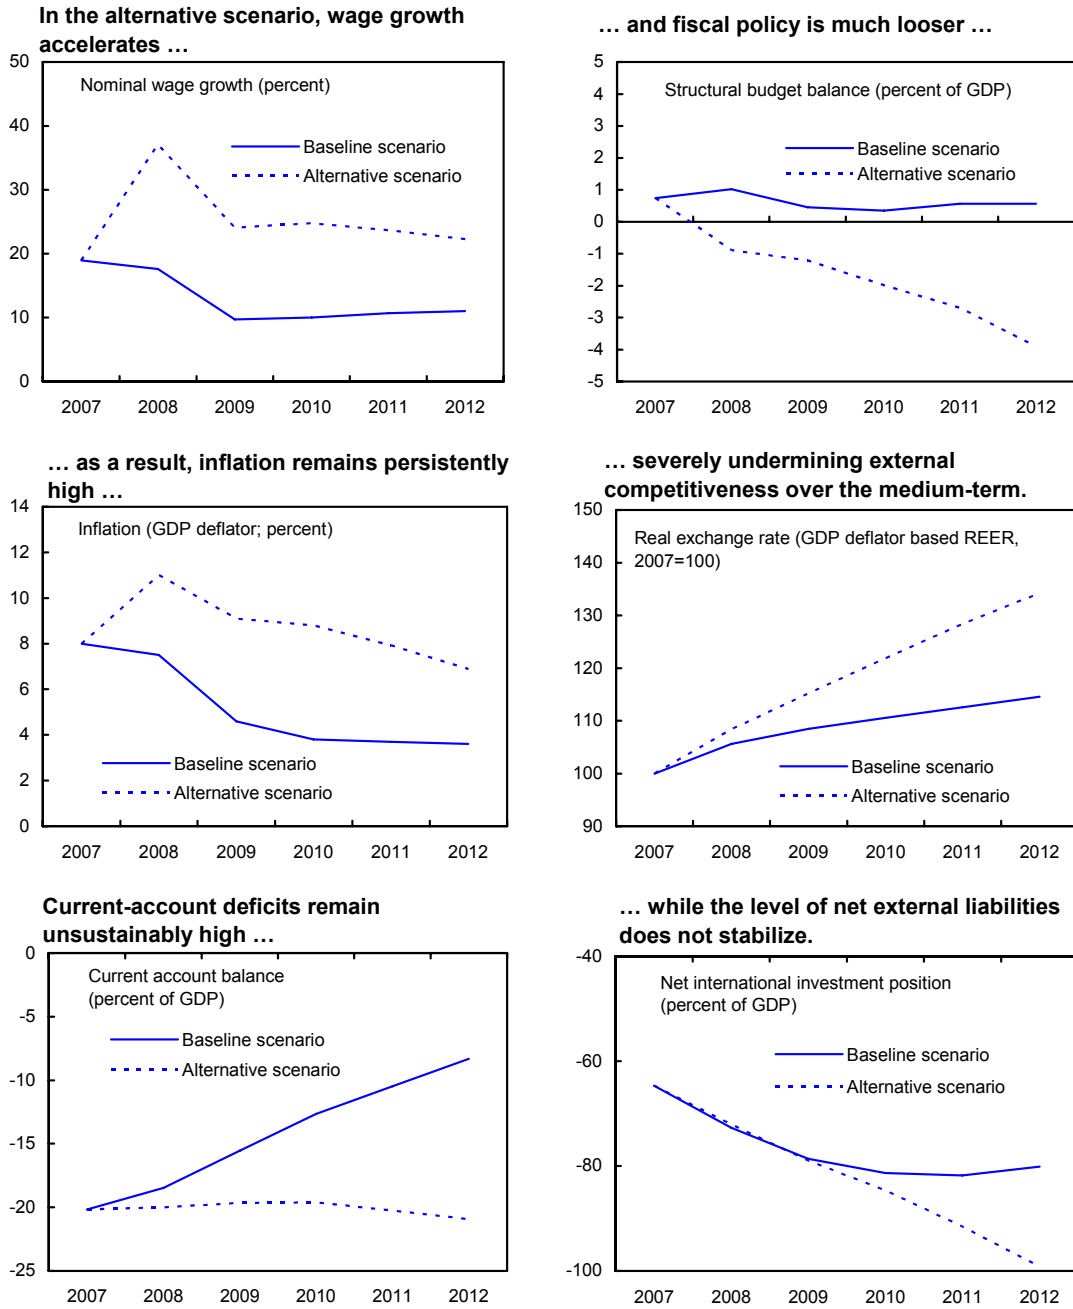 In the alternative scenario, wage growth
accelerates …
50
40
30
20
10
0
Nominal wage growth (percent)
Baseline scenario
Alternative scenario
2007 2008 2009 2010 2011 2012
… and fiscal policy is much looser …
5
4
3
2
1
0
-1
-2
-3
-4
-5
Structural budget balance (percent of GDP)
Baseline scenario
Alternative scenario
2007 2008 2009 2010 2011 2012
… as a result, inflation remains persistently
high …
14
12
10
8
6
4
2
0
Inflation (GDP deflator; percent)
Baseline scenario
Alternative scenario
2007 2008 2009 2010 2011 2012
… severely undermining external
competitiveness over the medium-term.
150
140
130
120
110
100
90
Real exchange rate (GDP deflator based REER,
2007=100)
Baseline scenario
Alternative scenario
2007 2008 2009 2010 2011 2012
Current-account deficits remain
unsustainably high …
0
-5
-10
-15
-20
-25
Current account balance
(percent of GDP)
Baseline scenario
Alternative scenario
2007 2008 2009 2010 2011 2012
… while the level of net external liabilities
does not stabilize.
-40
-60
-80
-100
Net international investment position
(percent of GDP)
Baseline scenario
Alternative scenario
2007 2008 2009 2010 2011 2012